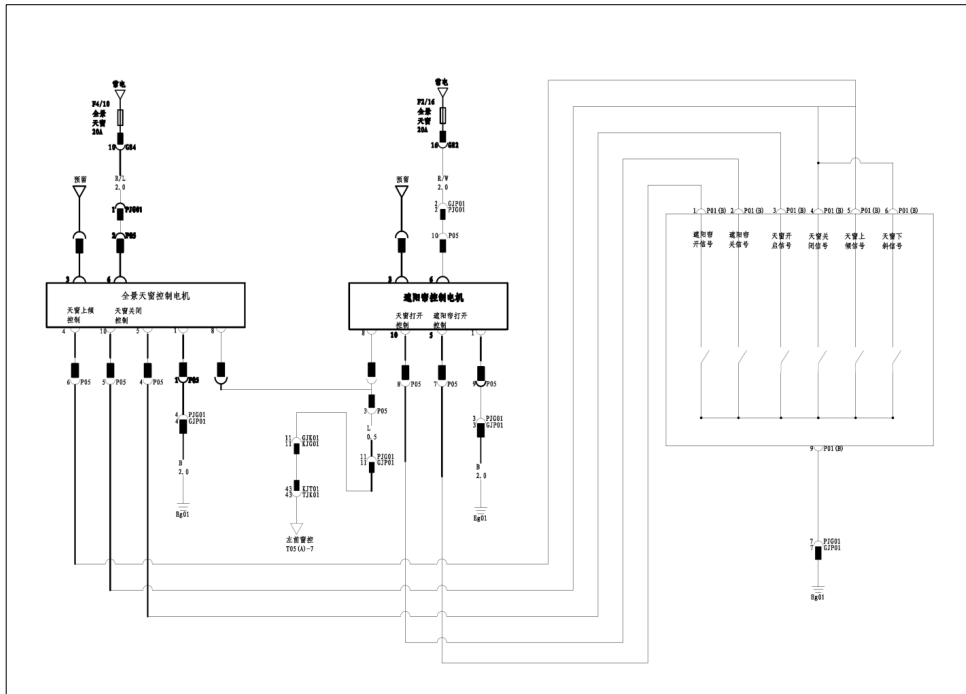 常电
F4/10
全景
天窗
20A
10 G84
R/L
2.0
预留
1 PJG01
2 P05
3
6
全景天窗控制电机
天窗上倾
控制
天窗关闭
控制
4
10
5
1
8
6 P05
5 P05
4 P05
1 P05
4 PJG01
4 GJP01
B
2.0
Eg01
常电
F2/16
全景
天窗
20A
16 G82
R/W
2.0
预留
2 GJP01
2 PJG01
10 P05
3
6
遮阳帘控制电机
天窗打开
控制
遮阳帘打开
控制
8
10
5
1
8 P05
7 P05
9 P05
3 P05
L
0.5
11 PJG01
11 GJP01
11 GJK01
11 KJG01
43 KJT01
43 TJK01
左前窗控
T05(A)-7
3 PJG01
3 GJP01
B
2.0
Eg01
1 P01(B)
2 P01(B)
3 P01(B)
4 P01(B)
5 P01(B)
6 P01(B)
遮阳帘
开信号
遮阳帘
关信号
天窗开
启信号
天窗关
闭信号
天窗上
倾信号
天窗下
斜信号
9 P01(B)
7 PJG01
7 GJP01
Eg01